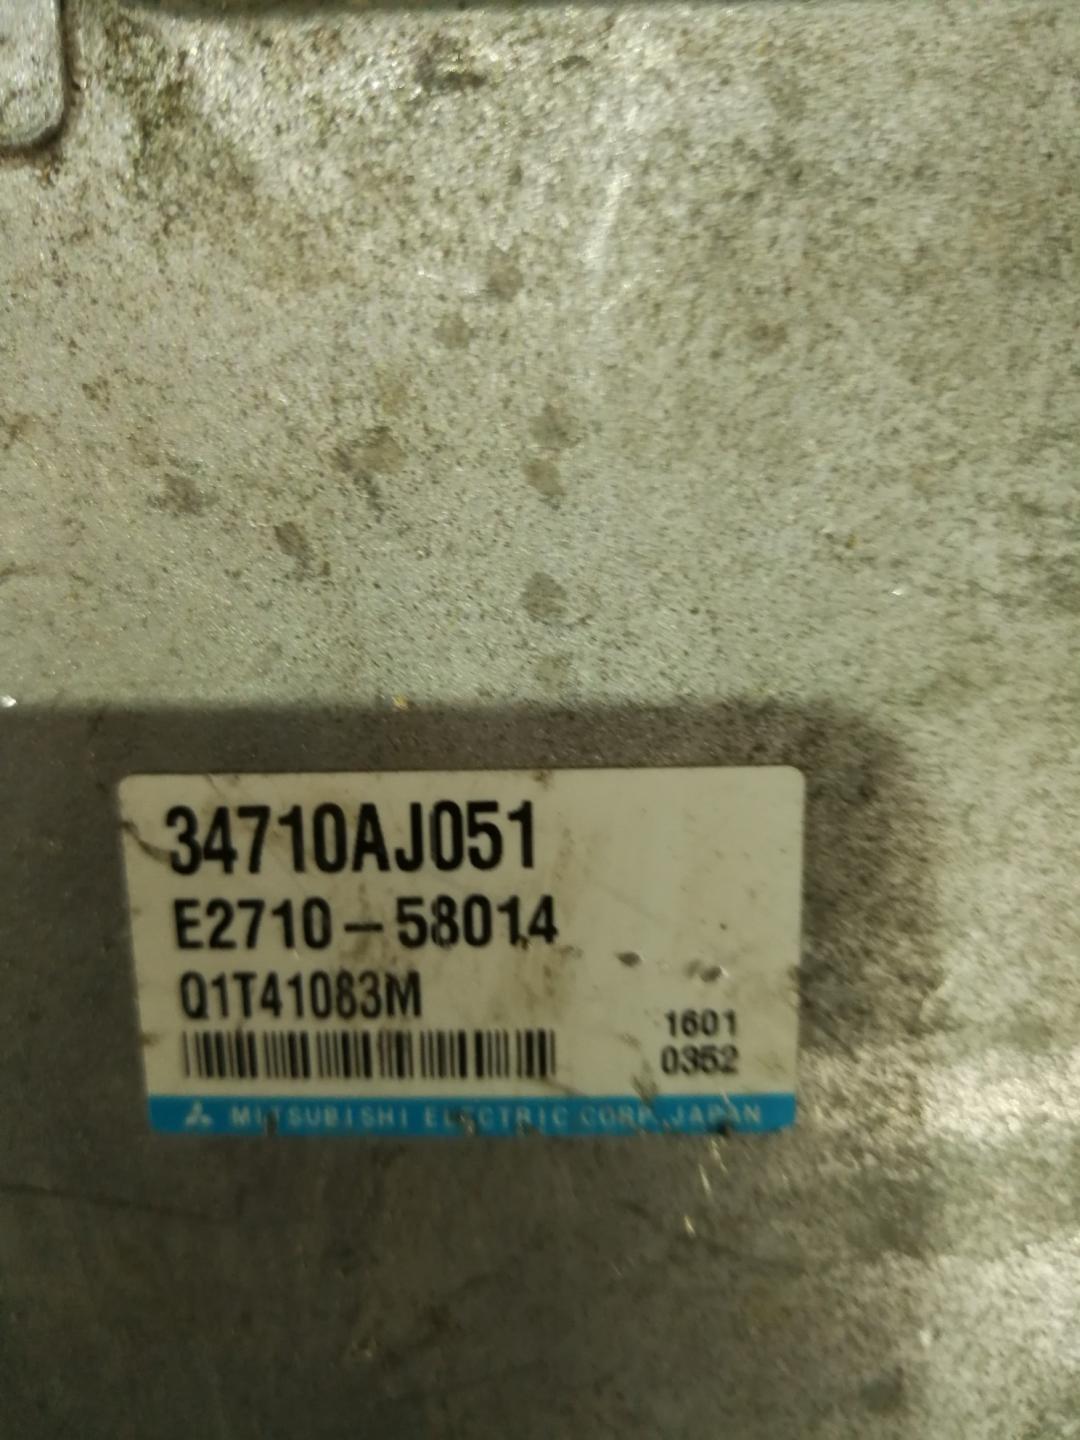 34710AJ051
E2710-58014
Q1T41083M
1601
0352
MITSUBISHI ELECTRIC CORP. JAPAN